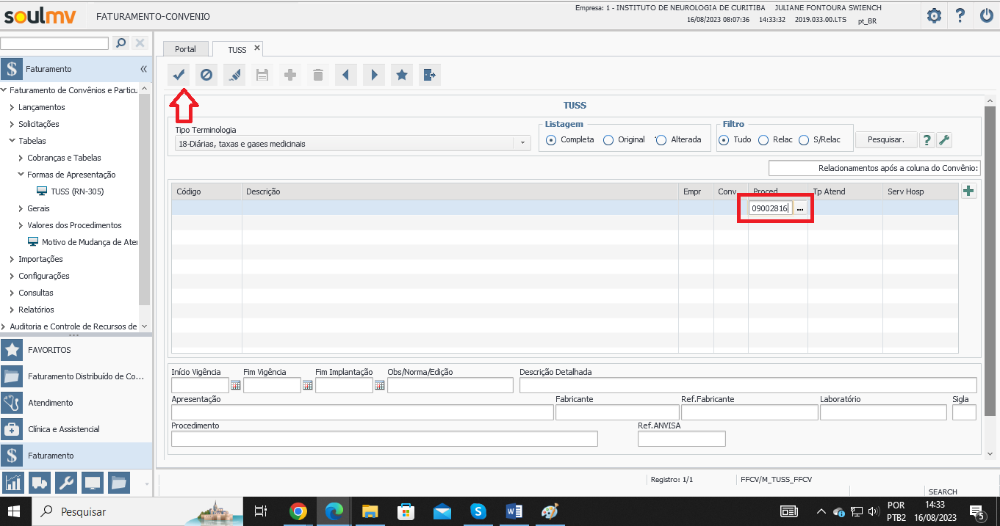 soulmv
FATURAMENTO-CONVENIO
Empresa: 1 - INSTITUTO DE NEUROLOGIA DE CURITIBA JULIANE FONTOURA SWIENCH
16/08/2023 08:07:36 14:33:32 2019.033.00.LTS pt_BR
Portal
TUSS
Faturamento
Faturamento de Convênios e Particu
Lançamentos
Solicitações
Tabelas
Cobranças e Tabelas
Formas de Apresentação
TUSS (RN-305)
Gerais
Valores dos Procedimentos
Motivo de Mudança de Aten
Importações
Configurações
Consultas
Relatórios
Auditoria e Controle de Recursos de
FAVORITOS
Faturamento Distribuído de Co...
Atendimento
Clínica e Assistencial
Faturamento
TUSS
Tipo Terminologia
18-Diárias, taxas e gases medicinais
Listagem
Completa Original Alterada
Filtro
Tudo Relac S/Relac
Pesquisar.
Relacionamentos após a coluna do Convênio:
Código Descrição Empr Conv Proced Tp Atend Serv Hosp
09002816 ...
Início Vigência Fim Vigência Fim Implantação Obs/Norma/Edição Descrição Detalhada
Apresentação Fabricante Ref.Fabricante Laboratório Sigla
Procedimento Ref.ANVISA
Registro: 1/1 FFCV/M_TUSS_FFCV
SEARCH
Pesquisar
POR
PTB2
14:33
16/08/2023
5